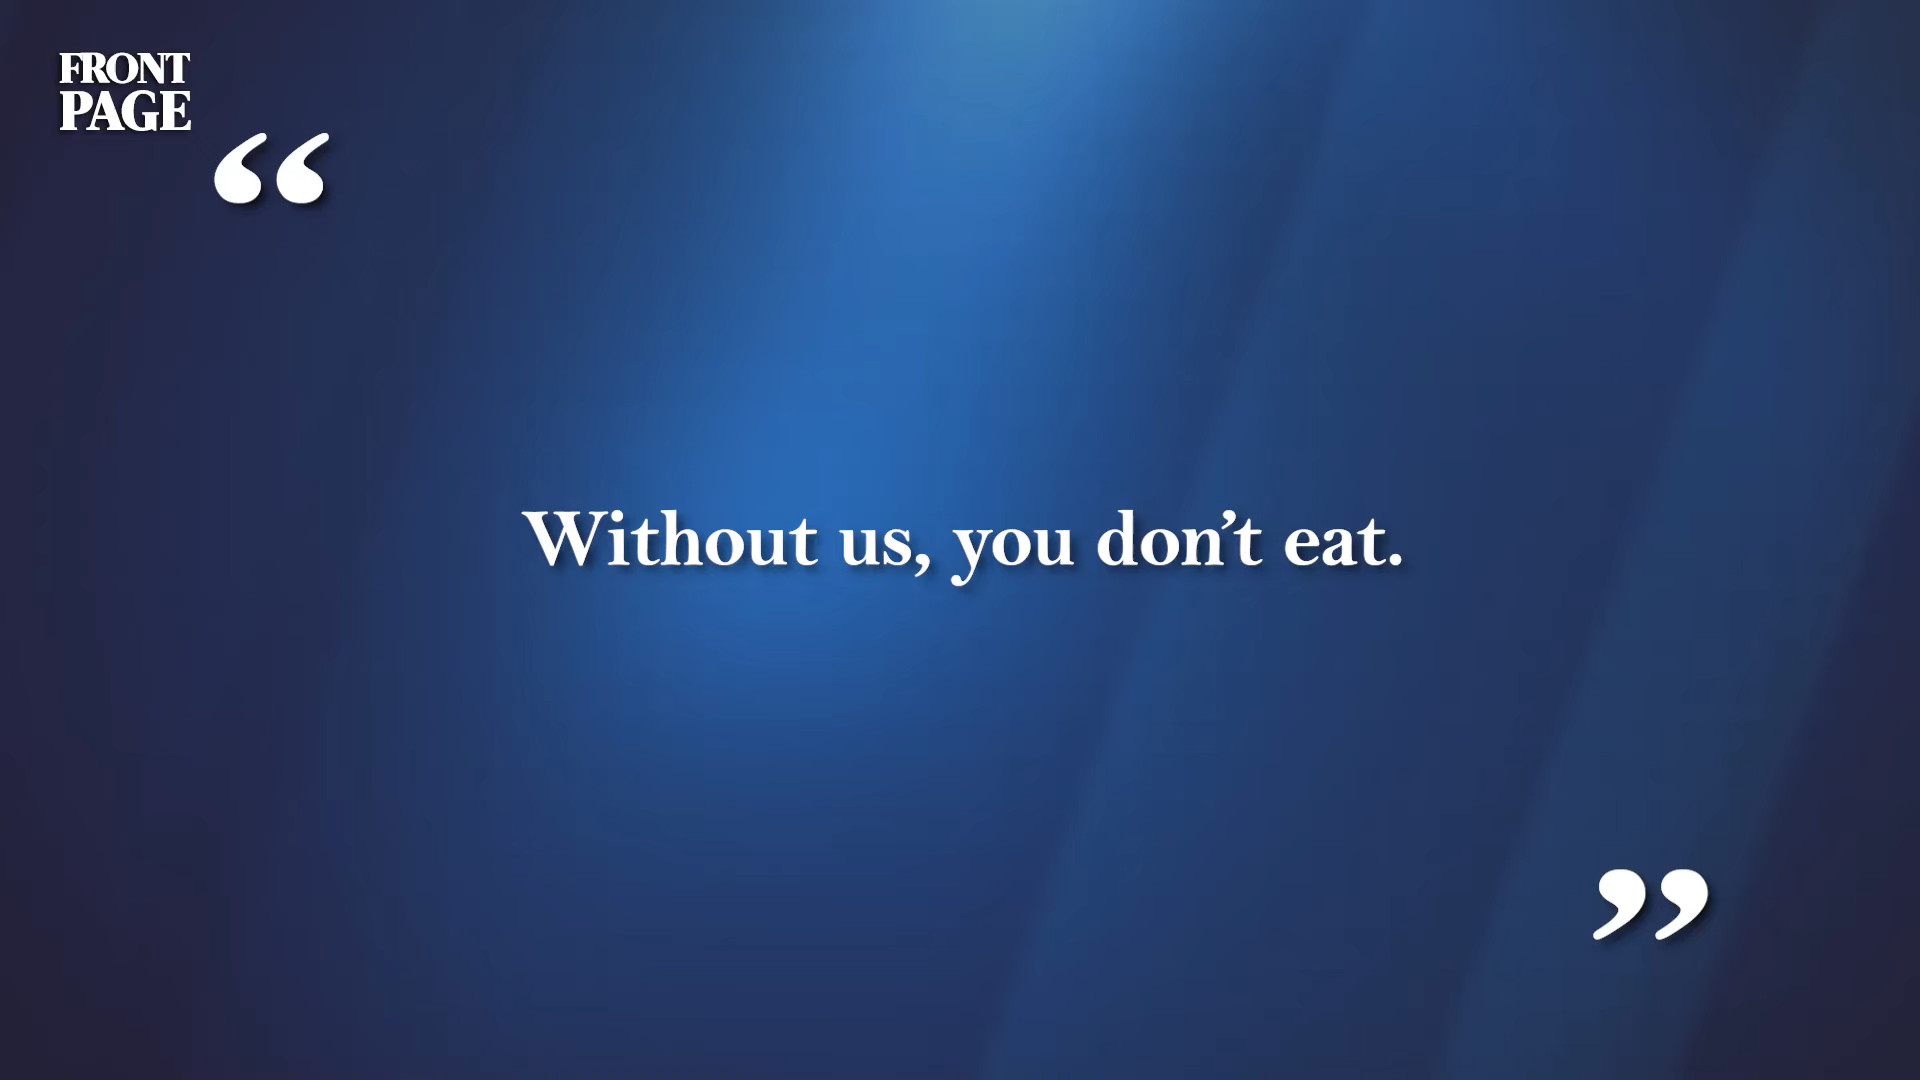 FRONT
PAGE
“
Without us, you don’t eat.
”